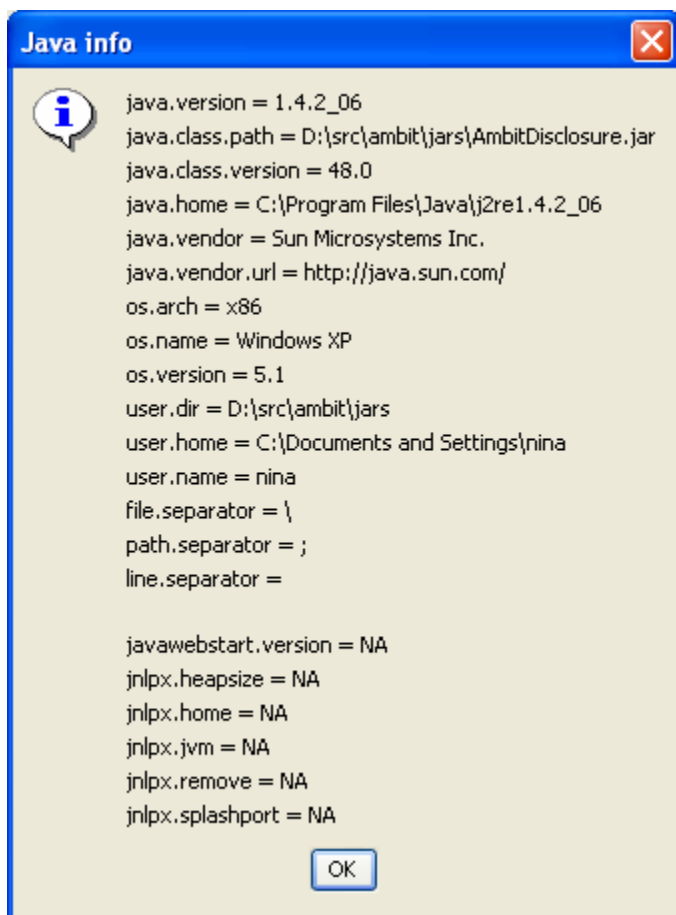 Java info
java.version = 1.4.2_06
java.class.path = D:\src\ambit\jars\AmbitDisclosure.jar
java.class.version = 48.0
java.home = C:\Program Files\Java\j2re1.4.2_06
java.vendor = Sun Microsystems Inc.
java.vendor.url = http://java.sun.com/
os.arch = x86
os.name = Windows XP
os.version = 5.1
user.dir = D:\src\ambit\jars
user.home = C:\Documents and Settings\nina
user.name = nina
file.separator = \
path.separator = ;
line.separator =
javawebstart.version = NA
jnlpx.heapsize = NA
jnlpx.home = NA
jnlpx.jvm = NA
jnlpx.remove = NA
jnlpx.splashport = NA
OK